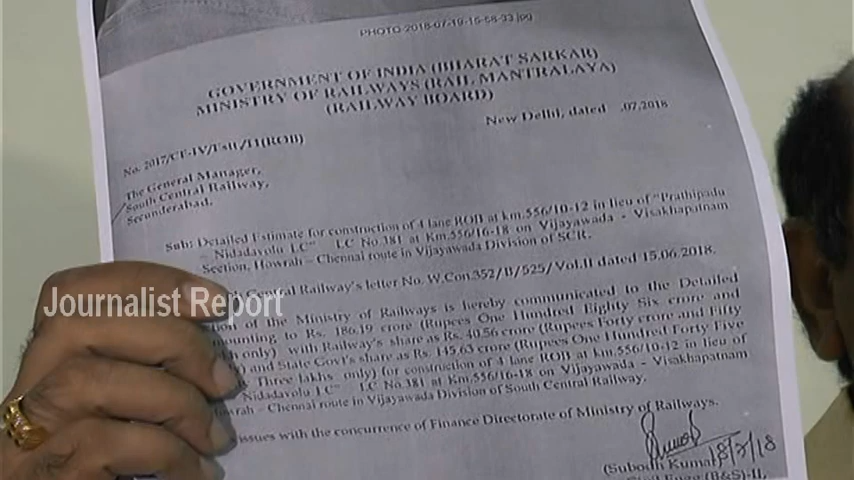 PHOTO-2018-07-19-16-58-33.jpg
GOVERNMENT OF INDIA (BHARAT SARKAR)
MINISTRY OF RAILWAYS (RAIL MANTRALAYA)
(RAILWAY BOARD)
New Delhi, dated .07.2018
No. 2017/CE-IV/Estt/11(ROB)
The General Manager,
South Central Railway,
Secunderabad.
Sub: Detailed Estimate for construction of 4 lane ROB at km.556/10-12 in lieu of "Prathipadu
- Nidadavolu LC" LC No.381 at Km.556/16-18 on Vijayawada - Visakhapatnam
Section, Howrah - Chennai route in Vijayawada Division of SCR.
Central Railway's letter No. W.Con.352/B/525/Vol.II dated 15.06.2018.
of the Ministry of Railways is hereby communicated to the Detailed
to Rs. 186.19 crore (Rupees One Hundred Eighty Six crore and
only) with Railway's share as Rs. 40.56 crore (Rupees Forty crore and Fifty
and State Govt's share as Rs. 145.63 crore (Rupees One Hundred Forty Five
Three lakhs only) for construction of 4 lane ROB at km.556/10-12 in lieu of
Nidadavolu LC" LC No.381 at Km.556/16-18 on Vijayawada - Visakhapatnam
- Chennai route in Vijayawada Division of South Central Railway.
issues with the concurrence of Finance Directorate of Ministry of Railways.
18/7/18
(Subodh Kumar)
Civil Engg (B&S)-II,
Journalist Report